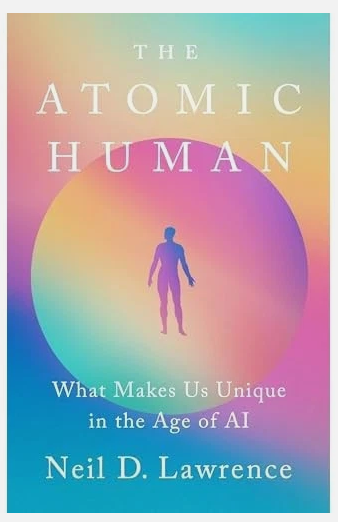 THE
ATOMIC
HUMAN
What Makes Us Unique
in the Age of AI
Neil D. Lawrence